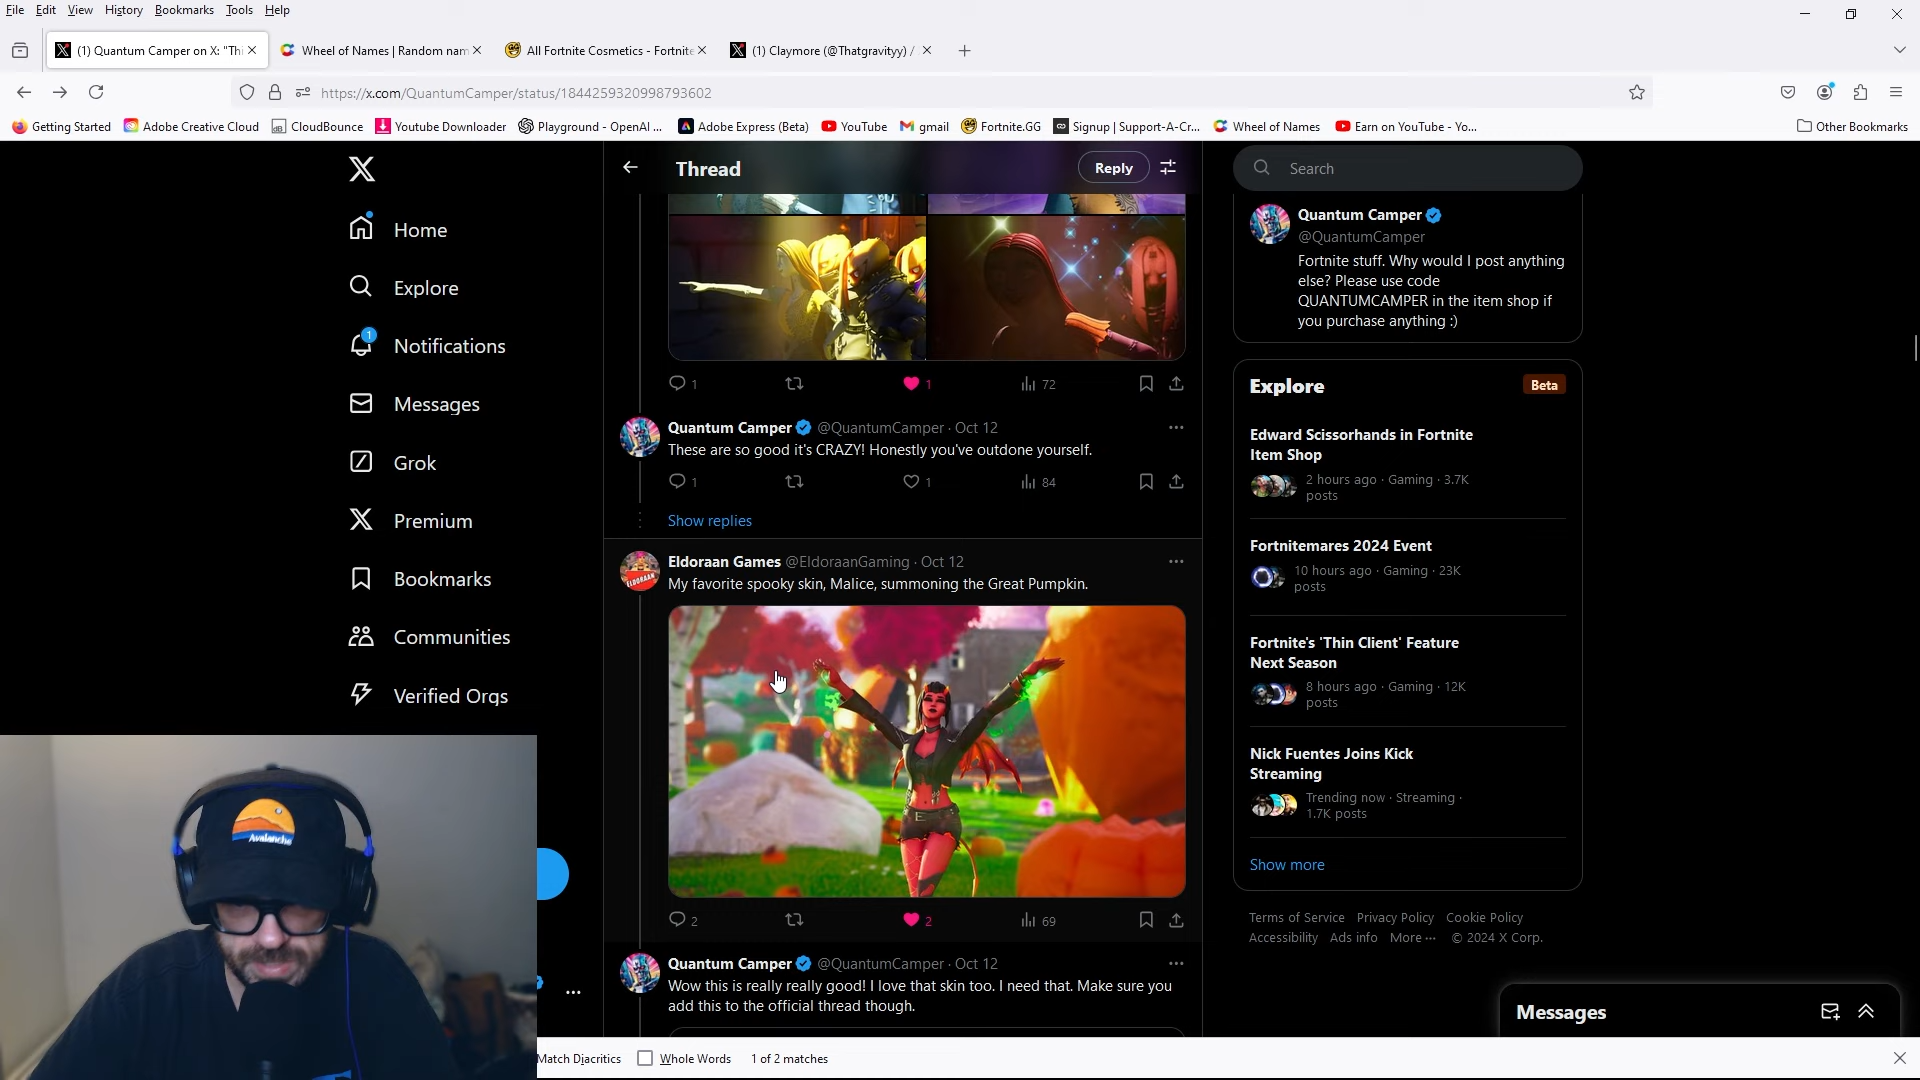 File Edit View History Bookmarks Tools Help
(1) Quantum Camper on X: "Thi
Wheel of Names | Random nam
All Fortnite Cosmetics - Fortnite
(1) Claymore (@Thatgravityy) /
https://x.com/QuantumCamper/status/1844259320998793602
Getting Started Adobe Creative Cloud CloudBounce Youtube Downloader Playground - OpenAI ... Adobe Express (Beta) YouTube gmail Fortnite.GG Signup | Support-A-Cr... Wheel of Names Earn on YouTube - Yo... Other Bookmarks
Home
Explore
1
Notifications
Messages
Grok
Premium
Bookmarks
Communities
Verified Orgs
Avalanche
Thread
Reply
1 1 72
Quantum Camper @QuantumCamper · Oct 12
These are so good it's CRAZY! Honestly you've outdone yourself.
1 1 84
Show replies
ELDORAAN
Eldoraan Games @EldoraanGaming · Oct 12
My favorite spooky skin, Malice, summoning the Great Pumpkin.
2 2 69
Quantum Camper @QuantumCamper · Oct 12
Wow this is really really good! I love that skin too. I need that. Make sure you
add this to the official thread though.
Search
Quantum Camper
@QuantumCamper
Fortnite stuff. Why would I post anything
else? Please use code
QUANTUMCAMPER in the item shop if
you purchase anything :)
Explore
Beta
Edward Scissorhands in Fortnite
Item Shop
2 hours ago · Gaming · 3.7K
posts
Fortnitemares 2024 Event
10 hours ago · Gaming · 23K
posts
Fortnite's 'Thin Client' Feature
Next Season
8 hours ago · Gaming · 12K
posts
Nick Fuentes Joins Kick
Streaming
Trending now · Streaming ·
1.7K posts
Show more
Terms of Service Privacy Policy Cookie Policy
Accessibility Ads info More ··· © 2024 X Corp.
Messages
Match Diacritics Whole Words 1 of 2 matches